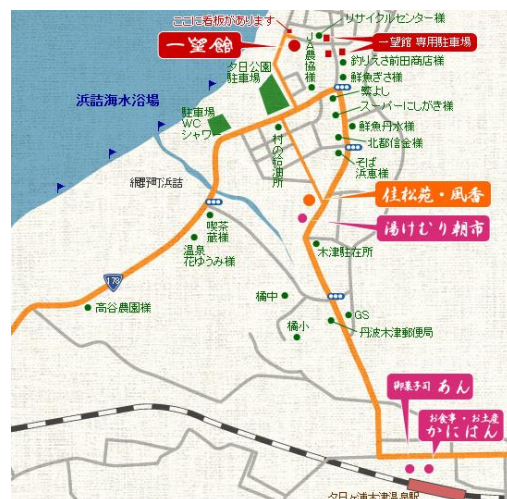 ここに看板があります
リサイクルセンター様
一望館
JA農協様
一望館 専用駐車場
夕日公園
駐車場
釣りえさ前田商店様
鮮魚ぎさ様
繁よし
スーパーにしがき様
浜詰海水浴場
駐車場
WC
シャワー
村の給油所
鮮魚丹水様
北都信金様
そば
浜車様
網野町浜詰
佳松苑・風香
湯けむり朝市
喫茶
蔵様
温泉
花ゆうみ様
木津駐在所
178
高谷農園様
橘中
GS
橘小
丹波木津郵便局
御菓子司 あん
お食事・お土産
かにはん
夕日ヶ浦木津温泉駅